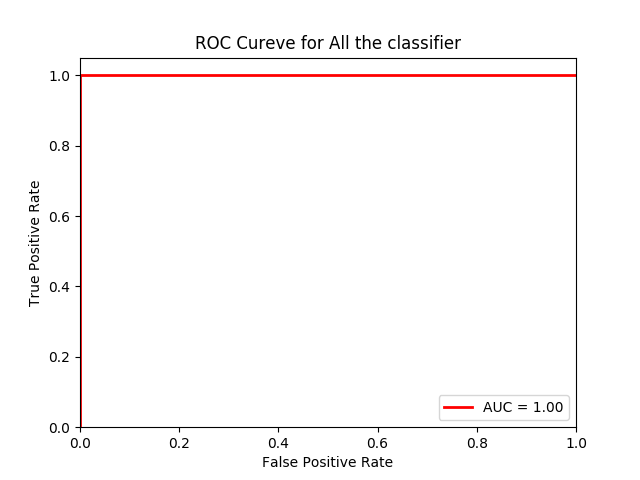 ROC Cureve for All the classifier
True Positive Rate
1.0
0.8
0.6
0.4
0.2
0.0
AUC = 1.00
0.0 0.2 0.4 0.6 0.8 1.0
False Positive Rate